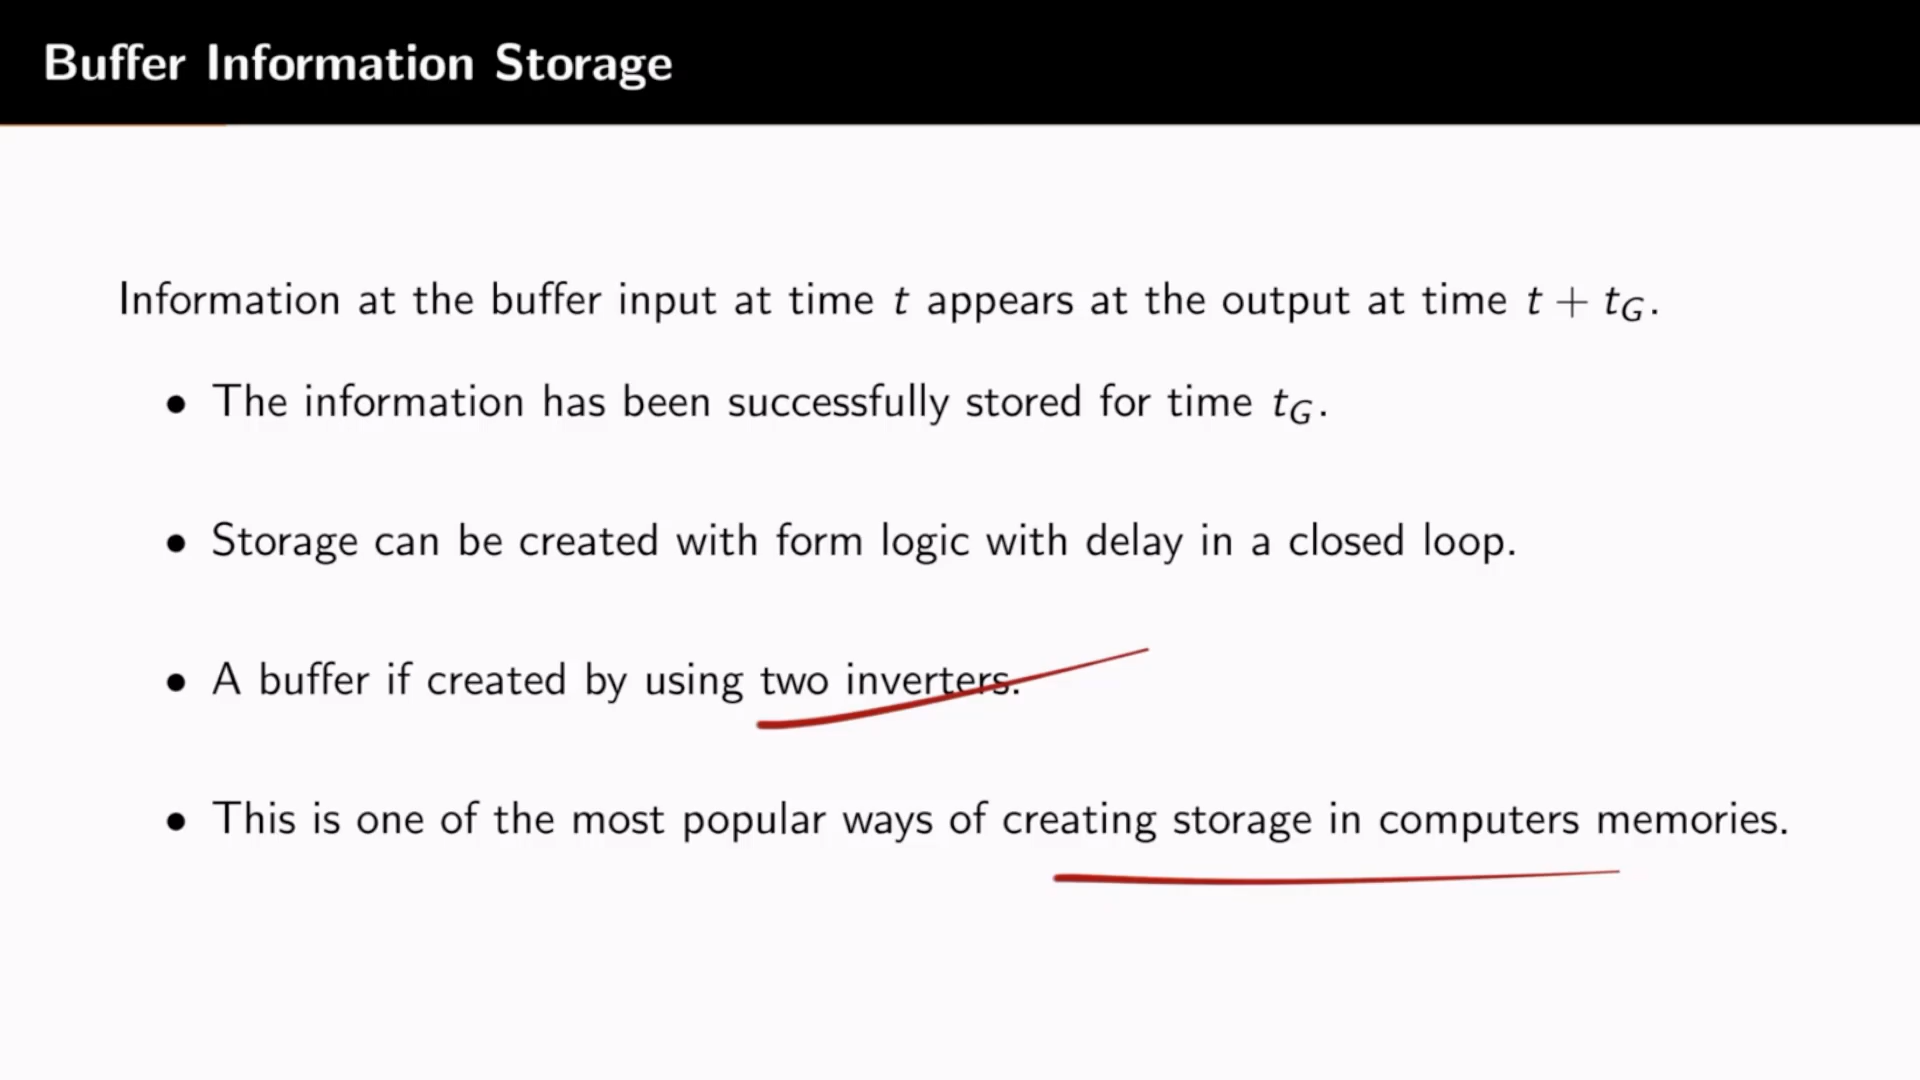 Buffer Information Storage
Information at the buffer input at time t appears at the output at time t + t_G.
• The information has been successfully stored for time t_G.
• Storage can be created with form logic with delay in a closed loop.
• A buffer if created by using two inverters.
• This is one of the most popular ways of creating storage in computers memories.